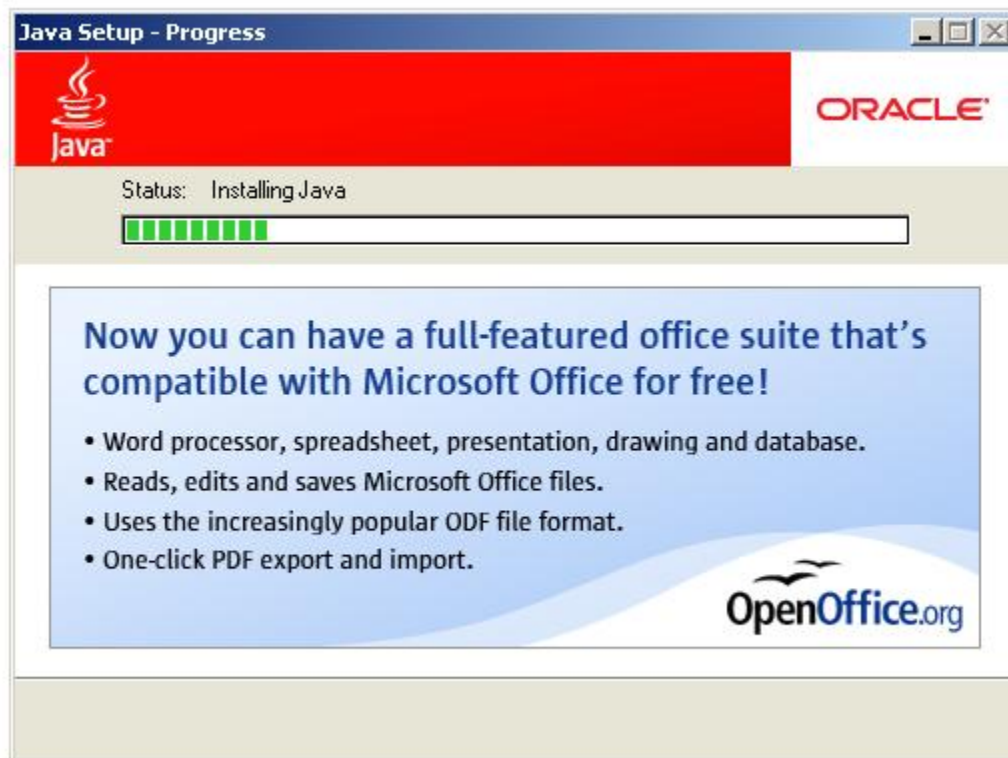 Java Setup - Progress
Java™
ORACLE®
Status: Installing Java
Now you can have a full-featured office suite that's
compatible with Microsoft Office for free!
• Word processor, spreadsheet, presentation, drawing and database.
• Reads, edits and saves Microsoft Office files.
• Uses the increasingly popular ODF file format.
• One-click PDF export and import.
OpenOffice.org